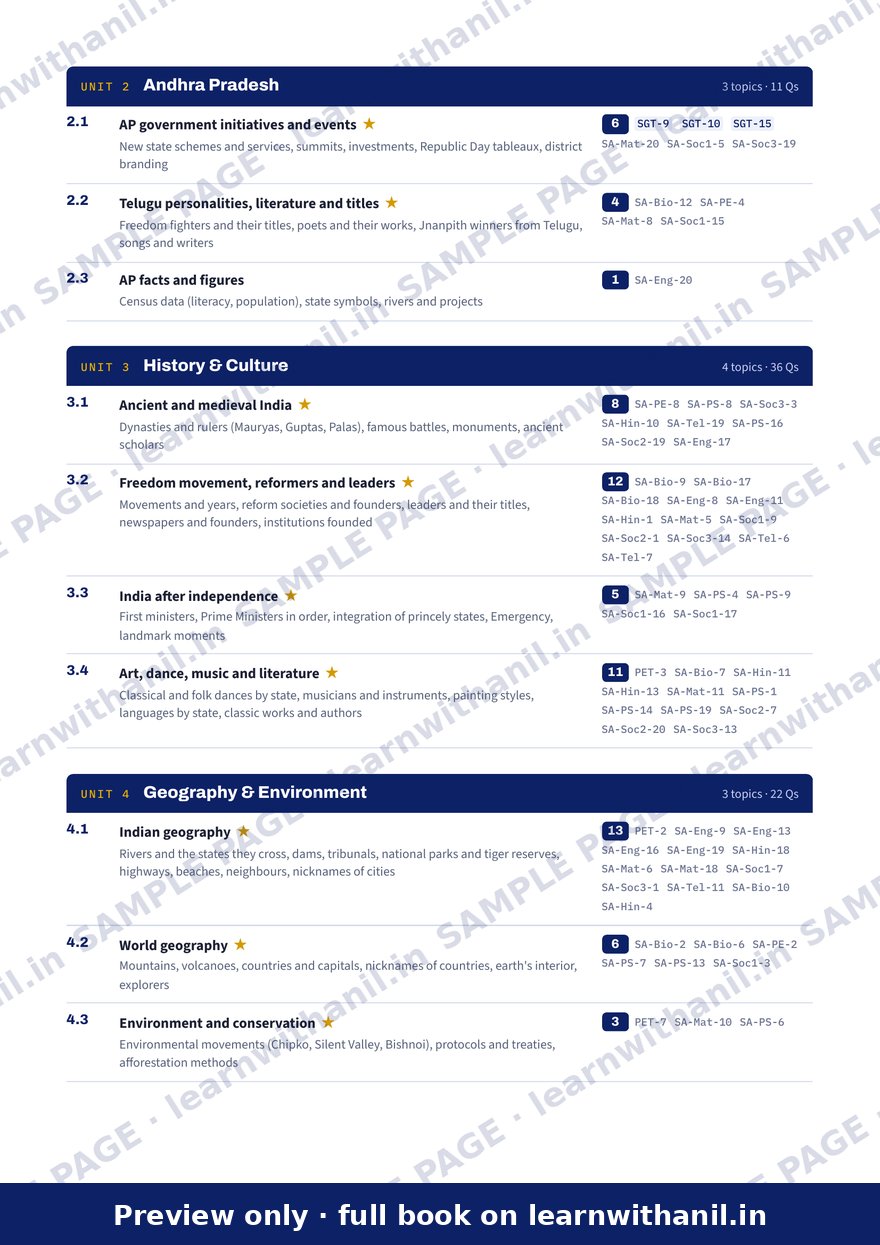 UNIT 2 Andhra Pradesh 3 topics · 11 Qs
2.1 AP government initiatives and events ★ 6 SGT-9 SGT-10 SGT-15
New state schemes and services, summits, investments, Republic Day tableaux, district SA-Mat-20 SA-Soc1-5 SA-Soc3-19
branding
2.2 Telugu personalities, literature and titles ★ 4 SA-Bio-12 SA-PE-4
Freedom fighters and their titles, poets and their works, Jnanpith winners from Telugu, SA-Mat-8 SA-Soc1-15
songs and writers
2.3 AP facts and figures 1 SA-Eng-20
Census data (literacy, population), state symbols, rivers and projects
UNIT 3 History & Culture 4 topics · 36 Qs
3.1 Ancient and medieval India ★ 8 SA-PE-8 SA-PS-8 SA-Soc3-3
Dynasties and rulers (Mauryas, Guptas, Palas), famous battles, monuments, ancient SA-Hin-10 SA-Tel-19 SA-PS-16
scholars SA-Soc2-19 SA-Eng-17
3.2 Freedom movement, reformers and leaders ★ 12 SA-Bio-9 SA-Bio-17
Movements and years, reform societies and founders, leaders and their titles, SA-Bio-18 SA-Eng-8 SA-Eng-11
newspapers and founders, institutions founded SA-Hin-1 SA-Mat-5 SA-Soc1-9
SA-Soc2-1 SA-Soc3-14 SA-Tel-6
SA-Tel-7
3.3 India after independence ★ 5 SA-Mat-9 SA-PS-4 SA-PS-9
First ministers, Prime Ministers in order, integration of princely states, Emergency, SA-Soc1-16 SA-Soc1-17
landmark moments
3.4 Art, dance, music and literature ★ 11 PET-3 SA-Bio-7 SA-Hin-11
Classical and folk dances by state, musicians and instruments, painting styles, SA-Hin-13 SA-Mat-11 SA-PS-1
languages by state, classic works and authors SA-PS-14 SA-PS-19 SA-Soc2-7
SA-Soc2-20 SA-Soc3-13
UNIT 4 Geography & Environment 3 topics · 22 Qs
4.1 Indian geography ★ 13 PET-2 SA-Eng-9 SA-Eng-13
Rivers and the states they cross, dams, tribunals, national parks and tiger reserves, SA-Eng-16 SA-Eng-19 SA-Hin-18
highways, beaches, neighbours, nicknames of cities SA-Mat-6 SA-Mat-18 SA-Soc1-7
SA-Soc3-1 SA-Tel-11 SA-Bio-10
SA-Hin-4
4.2 World geography ★ 6 SA-Bio-2 SA-Bio-6 SA-PE-2
Mountains, volcanoes, countries and capitals, nicknames of countries, earth's interior, SA-PS-7 SA-PS-13 SA-Soc1-3
explorers
4.3 Environment and conservation ★ 3 PET-7 SA-Mat-10 SA-PS-6
Environmental movements (Chipko, Silent Valley, Bishnoi), protocols and treaties,
afforestation methods
SAMPLE PAGE · learnwithanil.in
Preview only · full book on learnwithanil.in